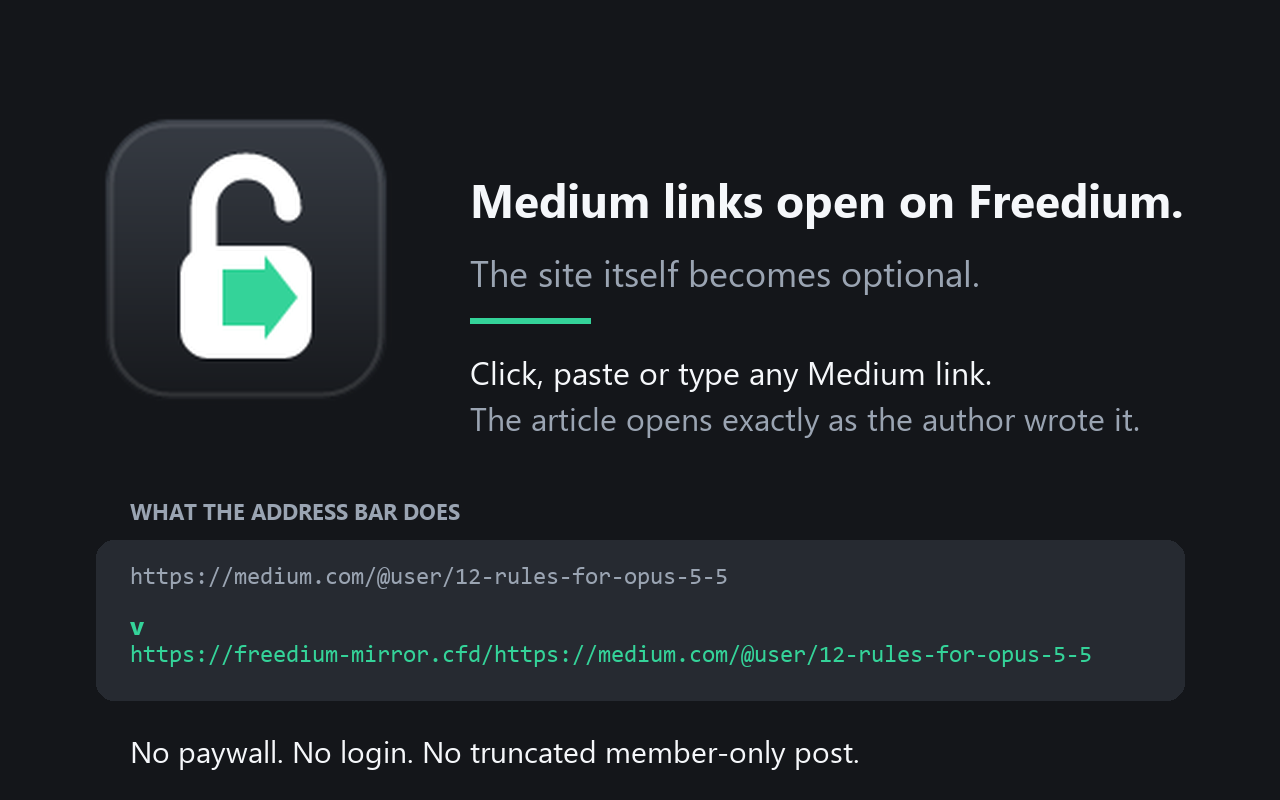 Medium links open on Freedium.
The site itself becomes optional.
Click, paste or type any Medium link.
The article opens exactly as the author wrote it.
WHAT THE ADDRESS BAR DOES
https://medium.com/@user/12-rules-for-opus-5-5
v
https://freedium-mirror.cfd/https://medium.com/@user/12-rules-for-opus-5-5
No paywall. No login. No truncated member-only post.